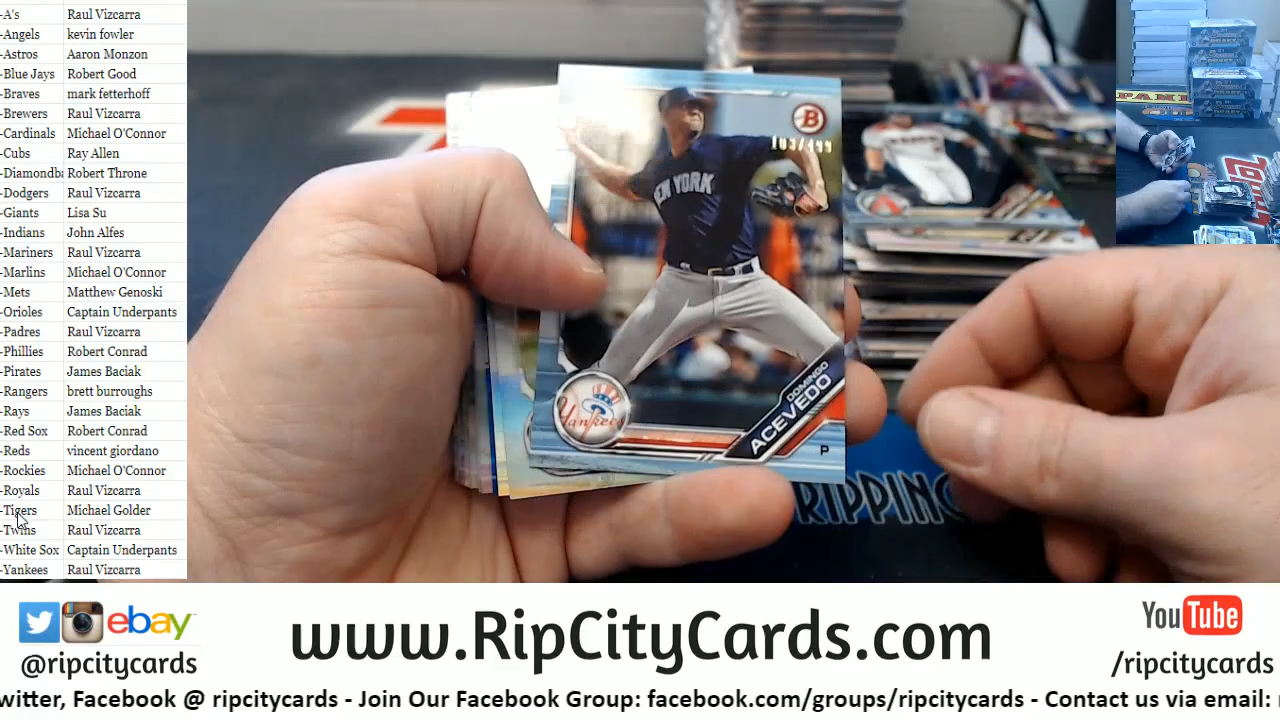 -A's Raul Vizcarra
-Angels kevin fowler
-Astros Aaron Monzon
-Blue Jays Robert Good
-Braves mark fetterhoff
-Brewers Raul Vizcarra
-Cardinals Michael O'Connor
-Cubs Ray Allen
-Diamondba Robert Throne
-Dodgers Raul Vizcarra
-Giants Lisa Su
-Indians John Alfes
-Mariners Raul Vizcarra
-Marlins Michael O'Connor
-Mets Matthew Genoski
-Orioles Captain Underpants
-Padres Raul Vizcarra
-Phillies Robert Conrad
-Pirates James Baciak
-Rangers brett burroughs
-Rays James Baciak
-Red Sox Robert Conrad
-Reds vincent giordano
-Rockies Michael O'Connor
-Royals Raul Vizcarra
-Tigers Michael Golder
-Twins Raul Vizcarra
-White Sox Captain Underpants
-Yankees Raul Vizcarra
B
103/499
NEW YORK
Yankees
DOMINGO
ACEVEDO
P
RIPPING
PANINI
ebay
@ripcitycards
www.RipCityCards.com
YouTube
/ripcitycards
witter, Facebook @ ripcitycards - Join Our Facebook Group: facebook.com/groups/ripcitycards - Contact us via email: